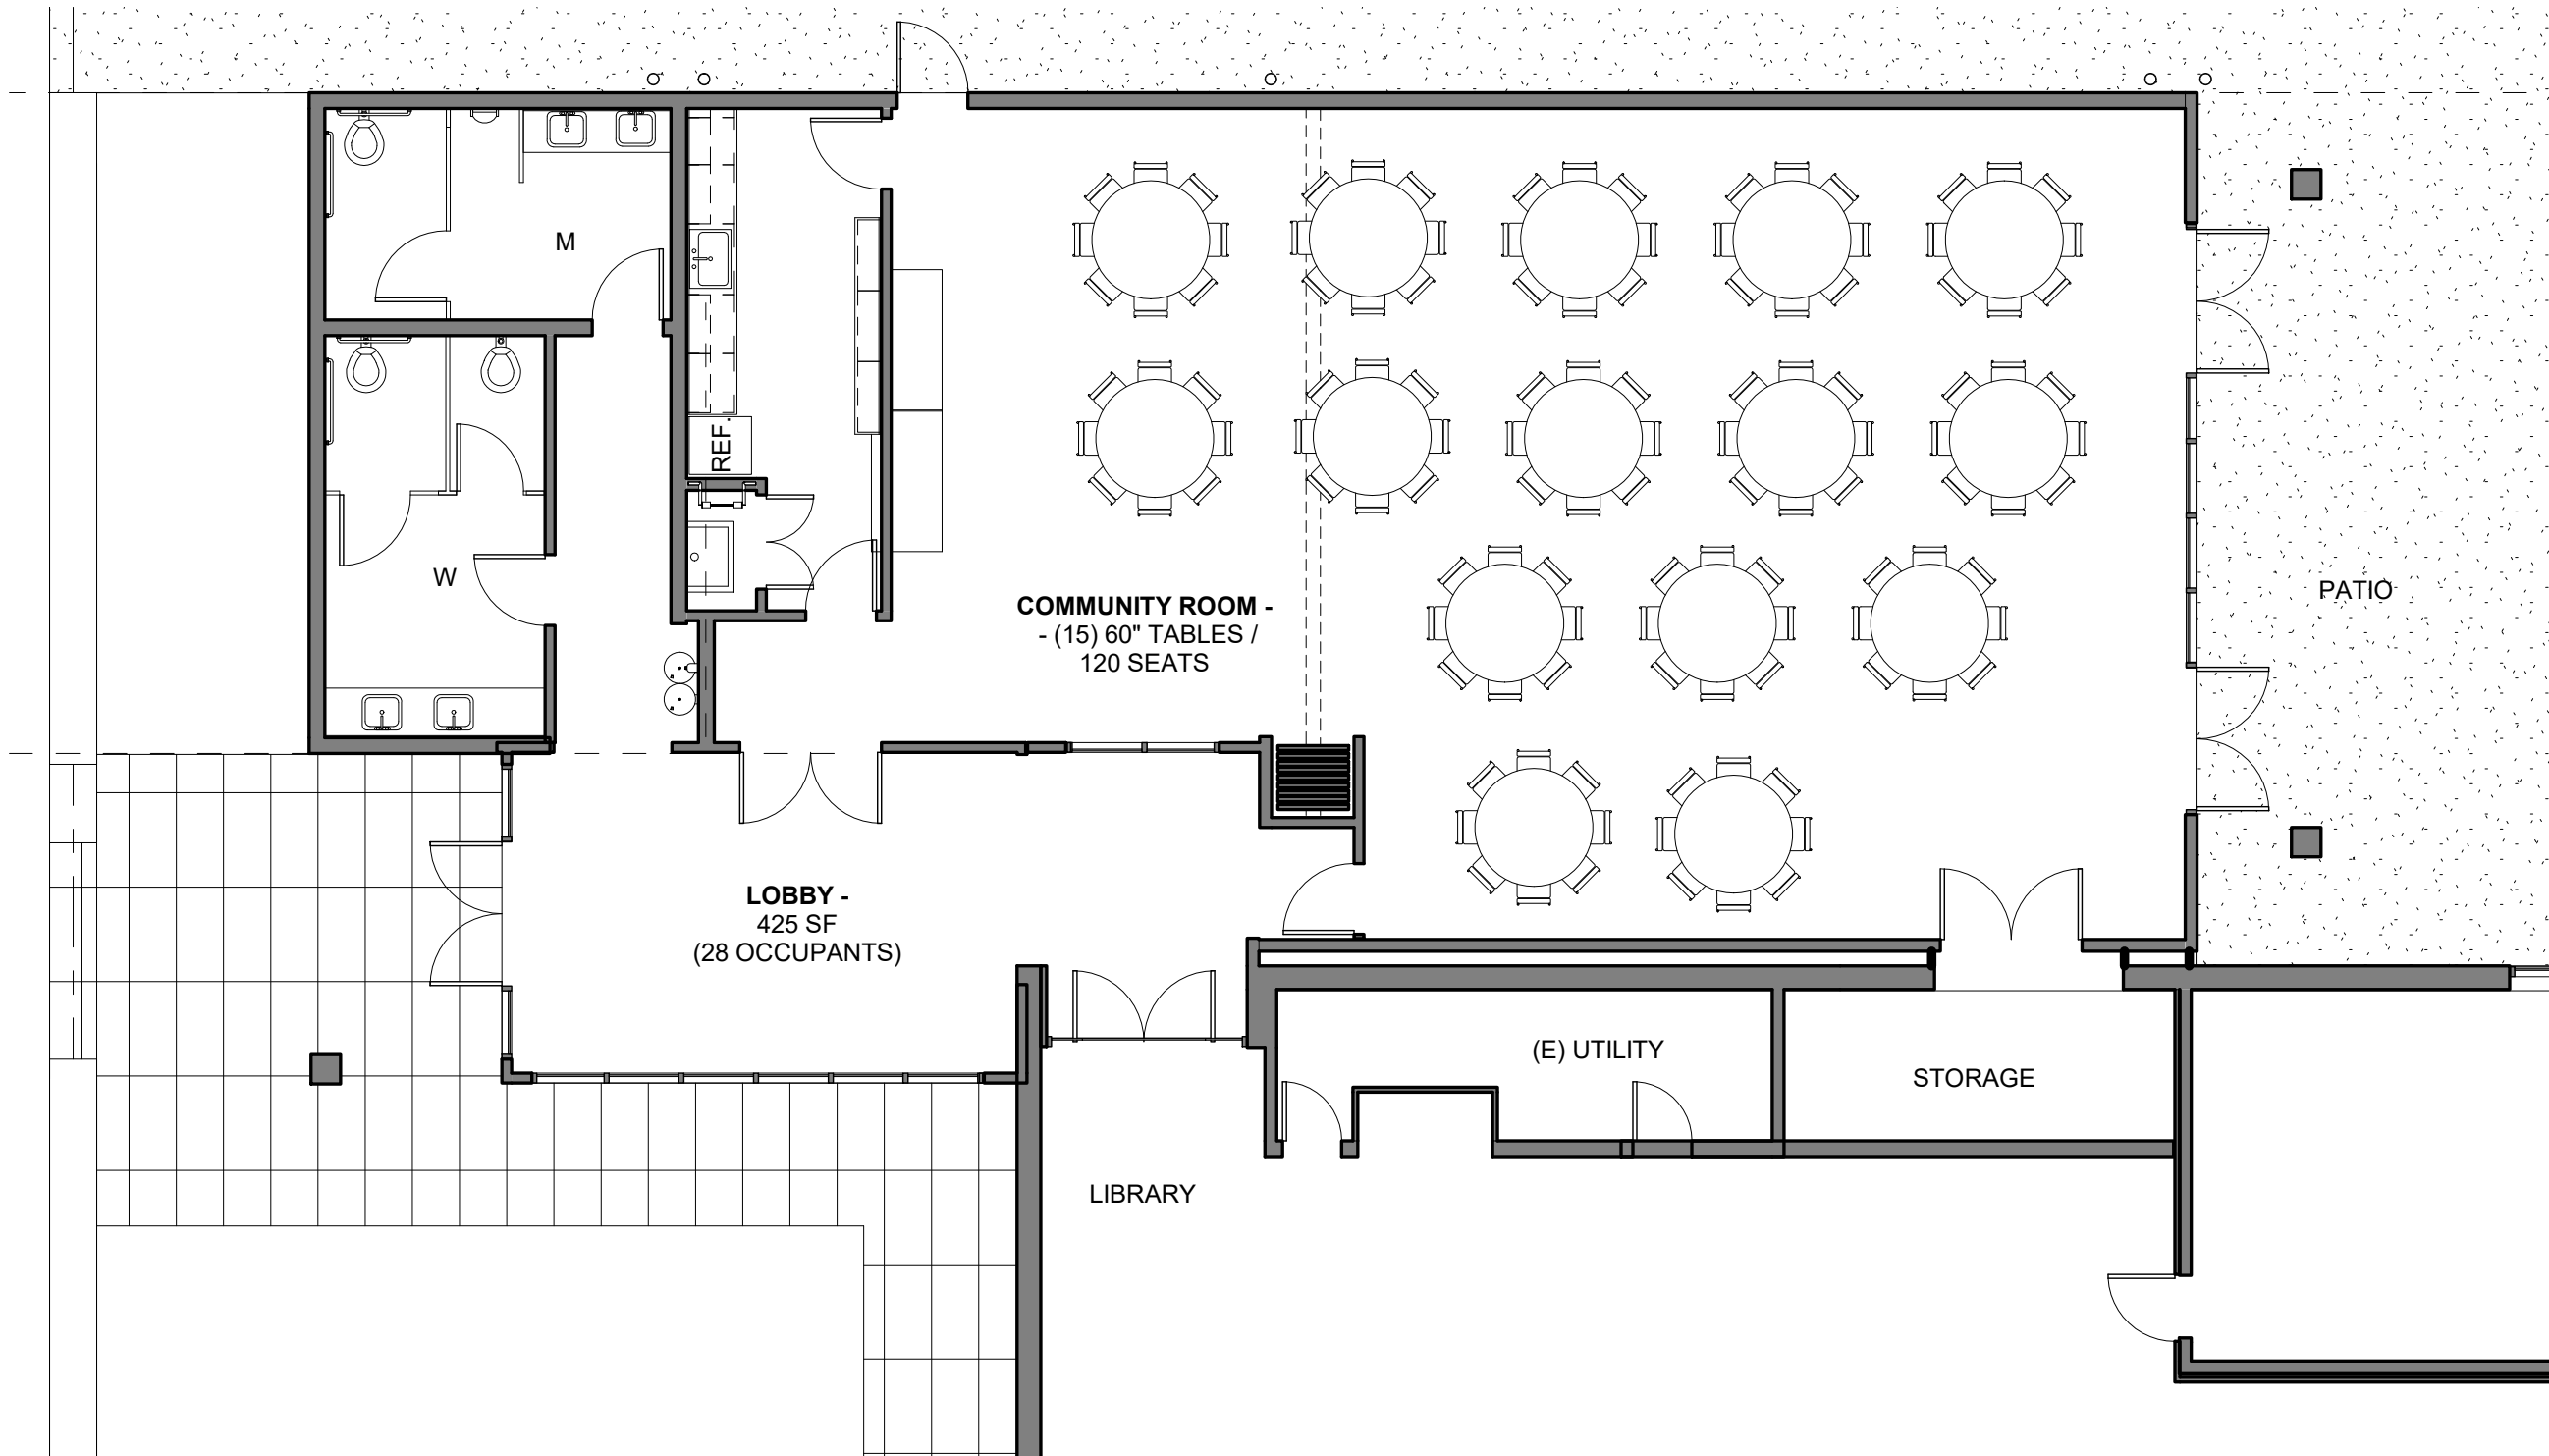 M
REF.
W
COMMUNITY ROOM -
- (15) 60" TABLES /
120 SEATS
PATIO
LOBBY -
425 SF
(28 OCCUPANTS)
(E) UTILITY
STORAGE
LIBRARY